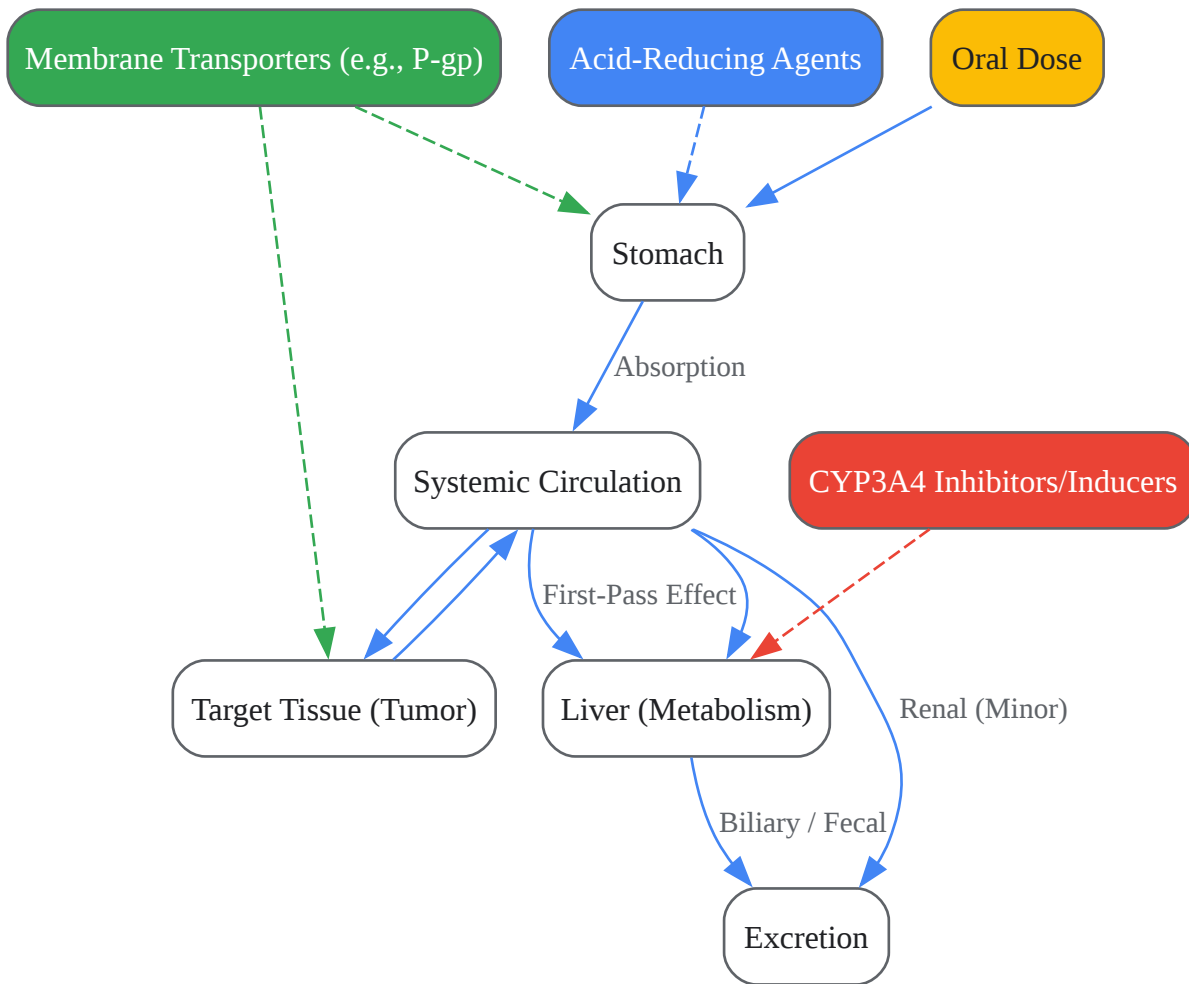 Membrane Transporters (e.g., P-gp)
Acid-Reducing Agents
Oral Dose
Stomach
Absorption
Systemic Circulation
CYP3A4 Inhibitors/Inducers
First-Pass Effect
Target Tissue (Tumor)
Liver (Metabolism)
Renal (Minor)
Biliary / Fecal
Excretion